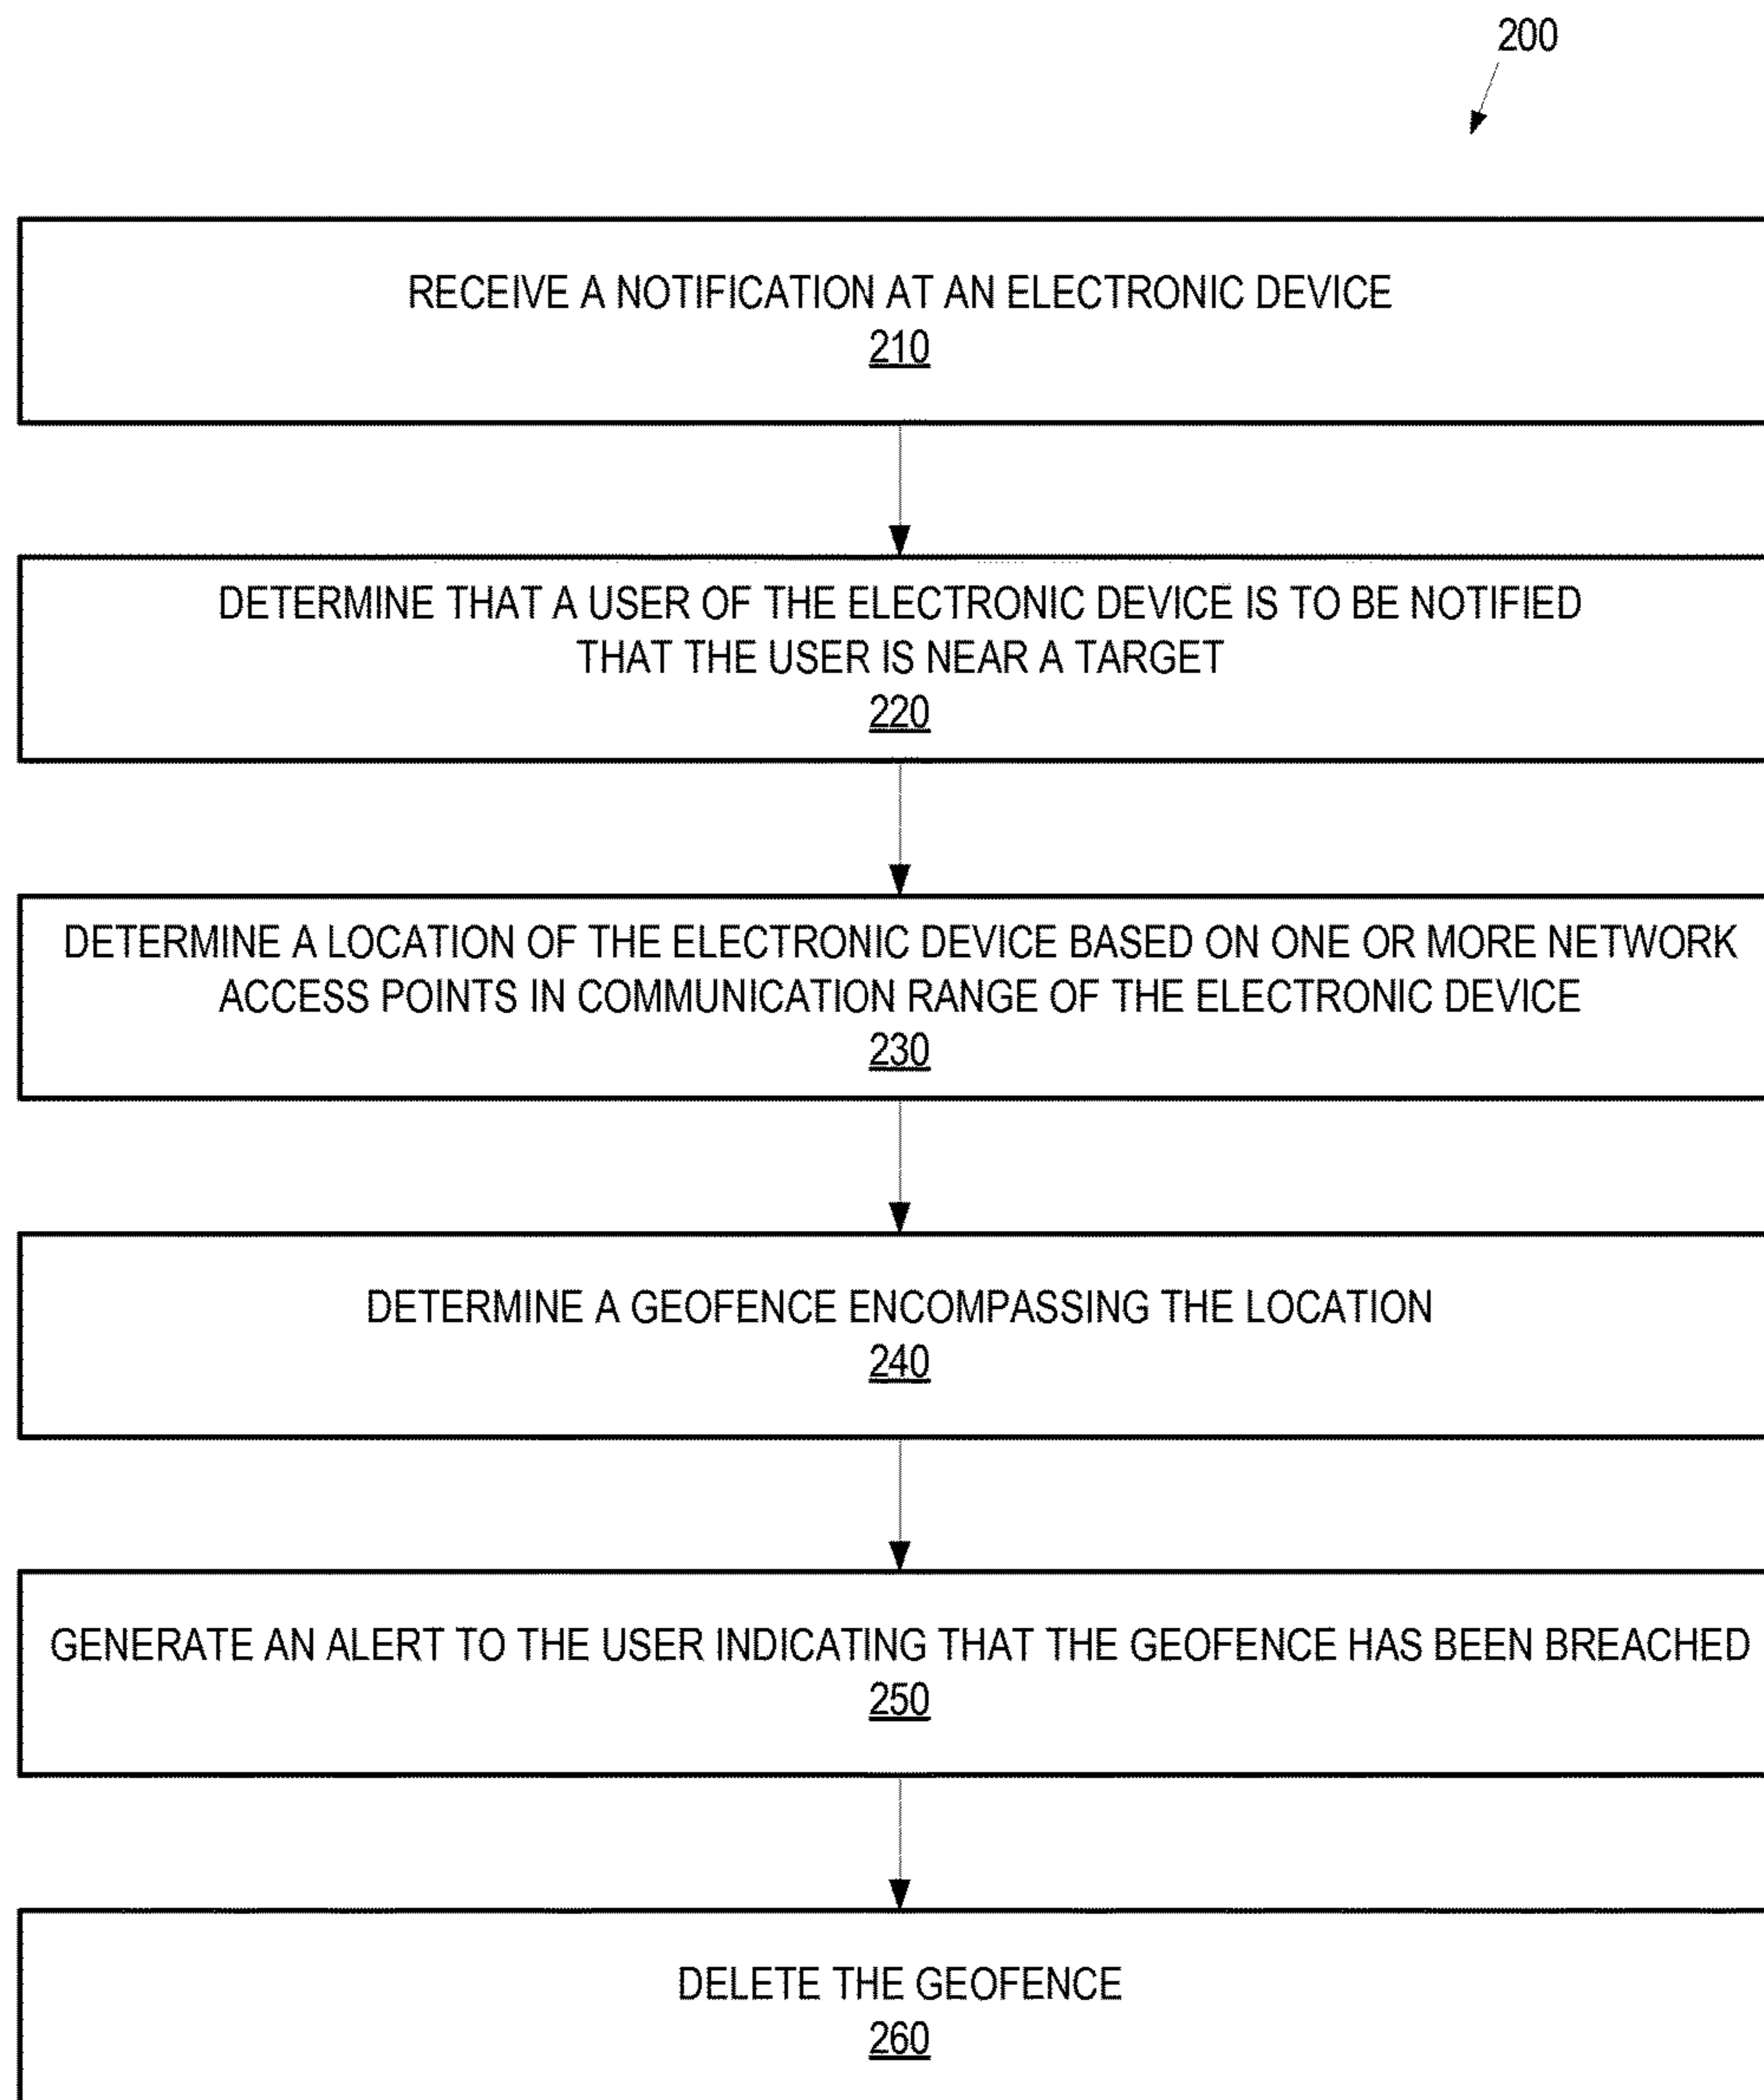 200
RECEIVE A NOTIFICATION AT AN ELECTRONIC DEVICE
210
DETERMINE THAT A USER OF THE ELECTRONIC DEVICE IS TO BE NOTIFIED
THAT THE USER IS NEAR A TARGET
220
DETERMINE A LOCATION OF THE ELECTRONIC DEVICE BASED ON ONE OR MORE NETWORK
ACCESS POINTS IN COMMUNICATION RANGE OF THE ELECTRONIC DEVICE
230
DETERMINE A GEOFENCE ENCOMPASSING THE LOCATION
240
GENERATE AN ALERT TO THE USER INDICATING THAT THE GEOFENCE HAS BEEN BREACHED
250
DELETE THE GEOFENCE
260